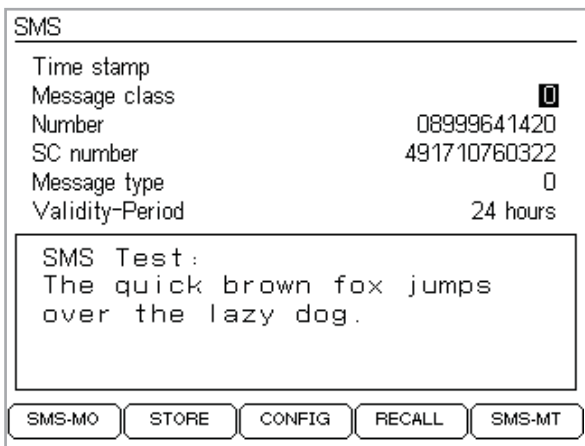 SMS
Time stamp
Message class 0
Number 08999641420
SC number 491710760322
Message type 0
Validity-Period 24 hours
SMS Test:
The quick brown fox jumps
over the lazy dog.
SMS-MO STORE CONFIG RECALL SMS-MT